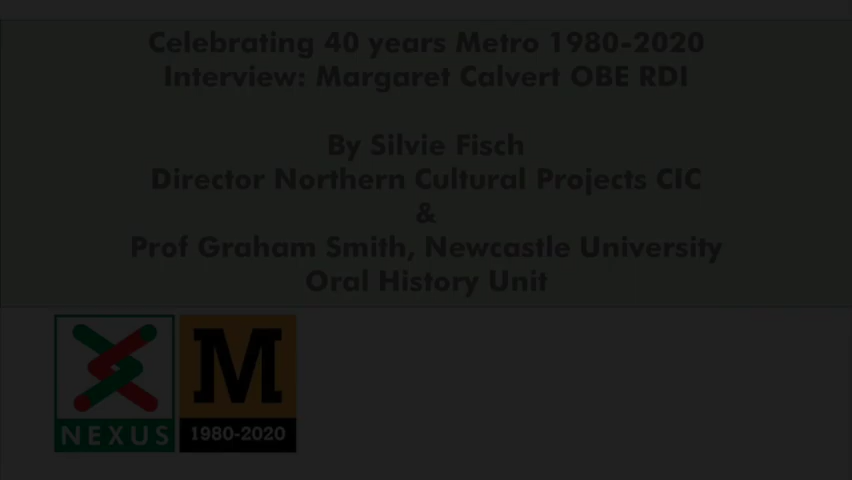 Celebrating 40 years Metro 1980-2020
Interview: Margaret Calvert OBE RDI
By Silvie Fisch
Director Northern Cultural Projects CIC
&
Prof Graham Smith, Newcastle University
Oral History Unit
NEXUS
M
1980-2020